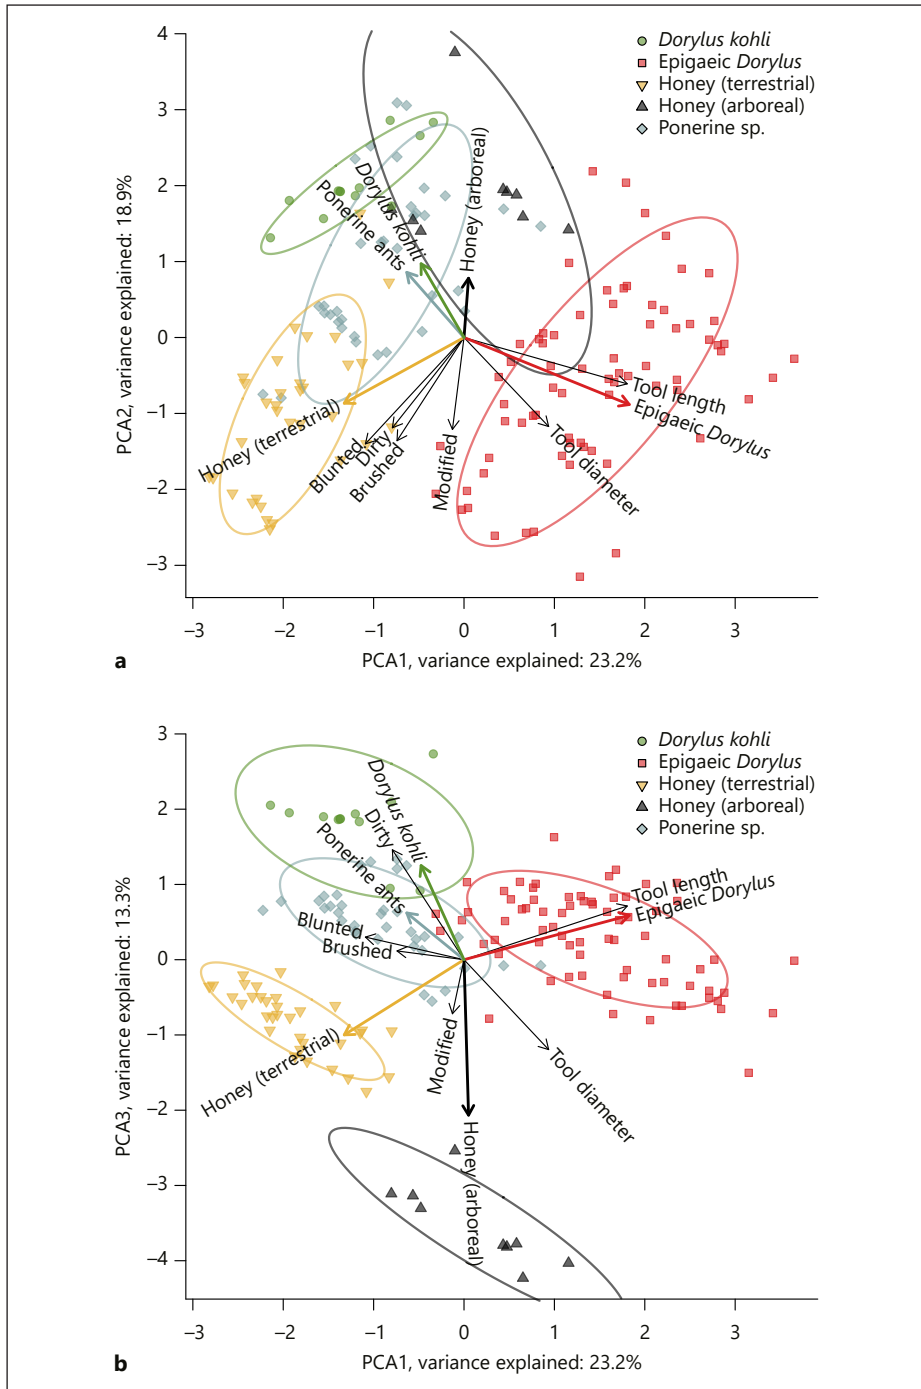 4
3
2
1
0
−1
−2
−3
PCA2, variance explained: 18.9%
Dorylus kohli
Epigaeic Dorylus
Honey (terrestrial)
Honey (arboreal)
Ponerine sp.
Honey (arboreal)
Dorylus kohli
Ponerine ants
Tool length
Epigaeic Dorylus
Honey (terrestrial)
Blunted
Dirty
Brushed
Modified
Tool diameter
−3 −2 −1 0 1 2 3
a PCA1, variance explained: 23.2%
3
2
1
0
−1
−2
−3
−4
PCA3, variance explained: 13.3%
Dorylus kohli
Epigaeic Dorylus
Honey (terrestrial)
Honey (arboreal)
Ponerine sp.
Dorylus kohli
Dirty
Ponerine ants
Tool length
Epigaeic Dorylus
Blunted
Brushed
Honey (terrestrial)
Modified
Tool diameter
Honey (arboreal)
−3 −2 −1 0 1 2 3
b PCA1, variance explained: 23.2%